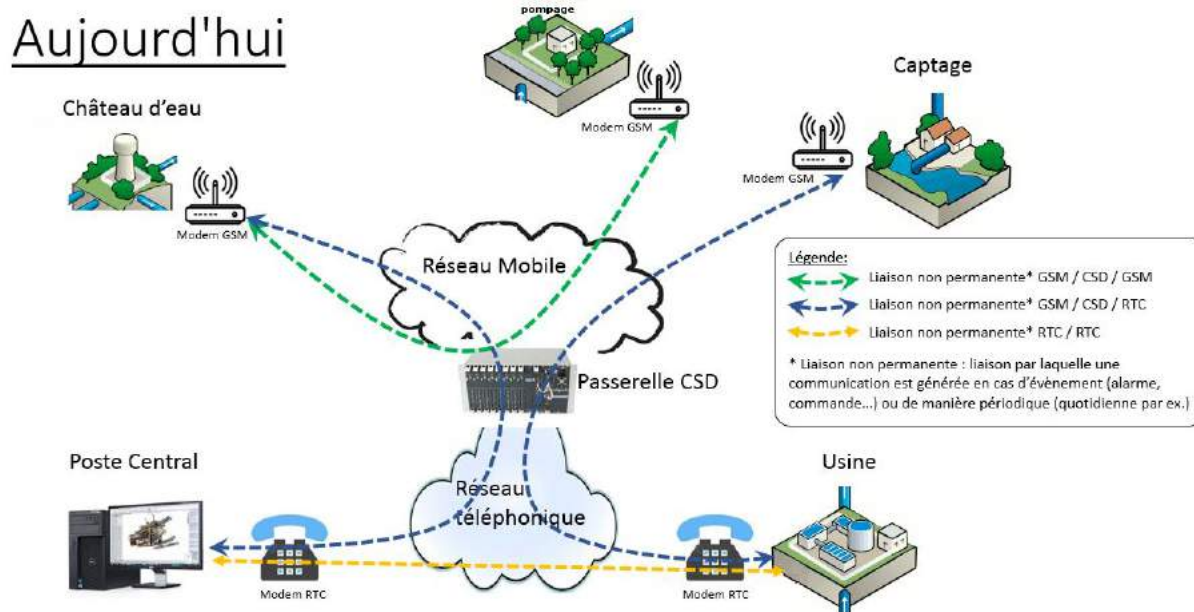 Aujourd'hui
pompage
Captage
Château d'eau
Modem GSM
Modem GSM
Modem GSM
Réseau Mobile
Légende:
Liaison non permanente* GSM / CSD / GSM
Liaison non permanente* GSM / CSD / RTC
Liaison non permanente* RTC / RTC
* Liaison non permanente : liaison par laquelle une
communication est générée en cas d'évènement (alarme,
commande...) ou de manière périodique (quotidienne par ex.)
Passerelle CSD
Poste Central
Usine
Réseau
téléphonique
Modem RTC
Modem RTC